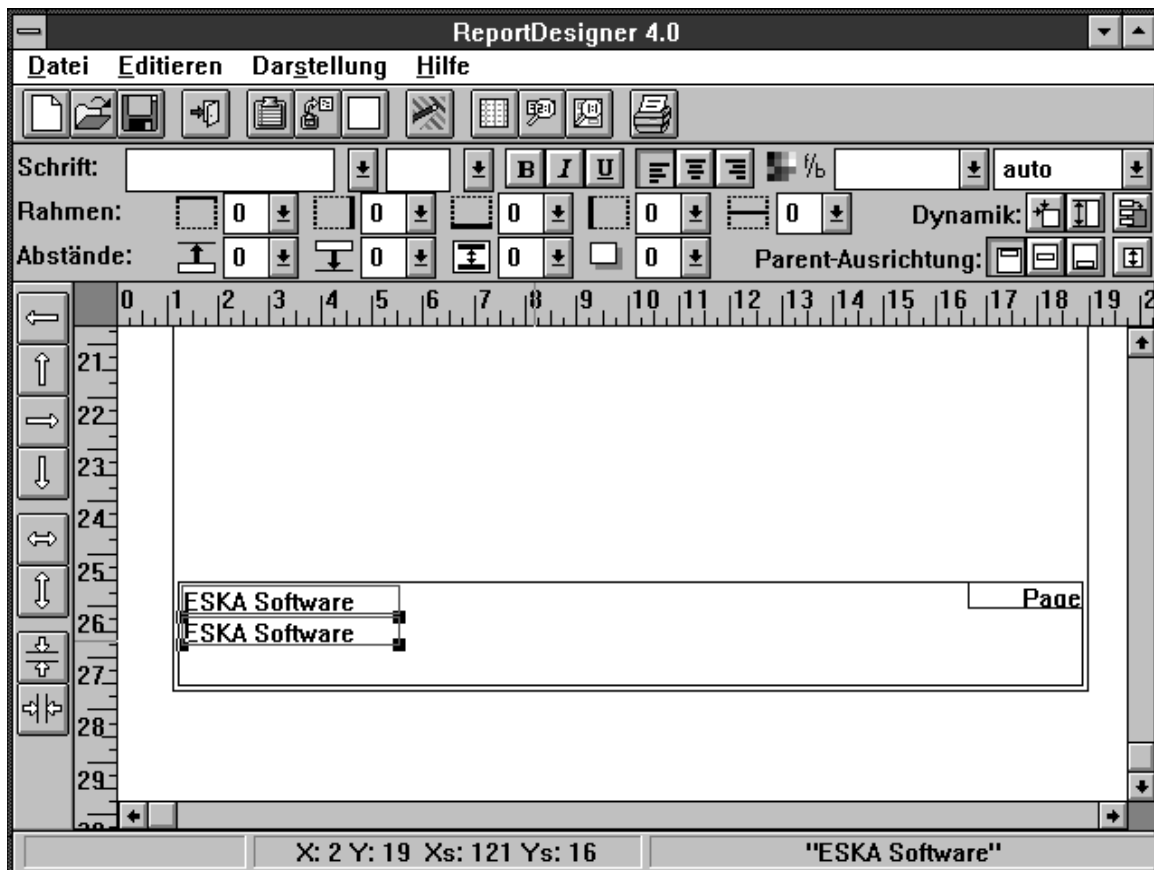 ReportDesigner 4.0
Datei Editieren Darstellung Hilfe
Schrift: B I U f/b auto
Rahmen: 0 0 0 0 0 Dynamik:
Abstände: 0 0 0 0 Parent-Ausrichtung:
0 1 2 3 4 5 6 7 8 9 10 11 12 13 14 15 16 17 18 19 2
21
22
23
24
25
ESKA Software Page
26
ESKA Software
27
28
29
X: 2 Y: 19 Xs: 121 Ys: 16 "ESKA Software"